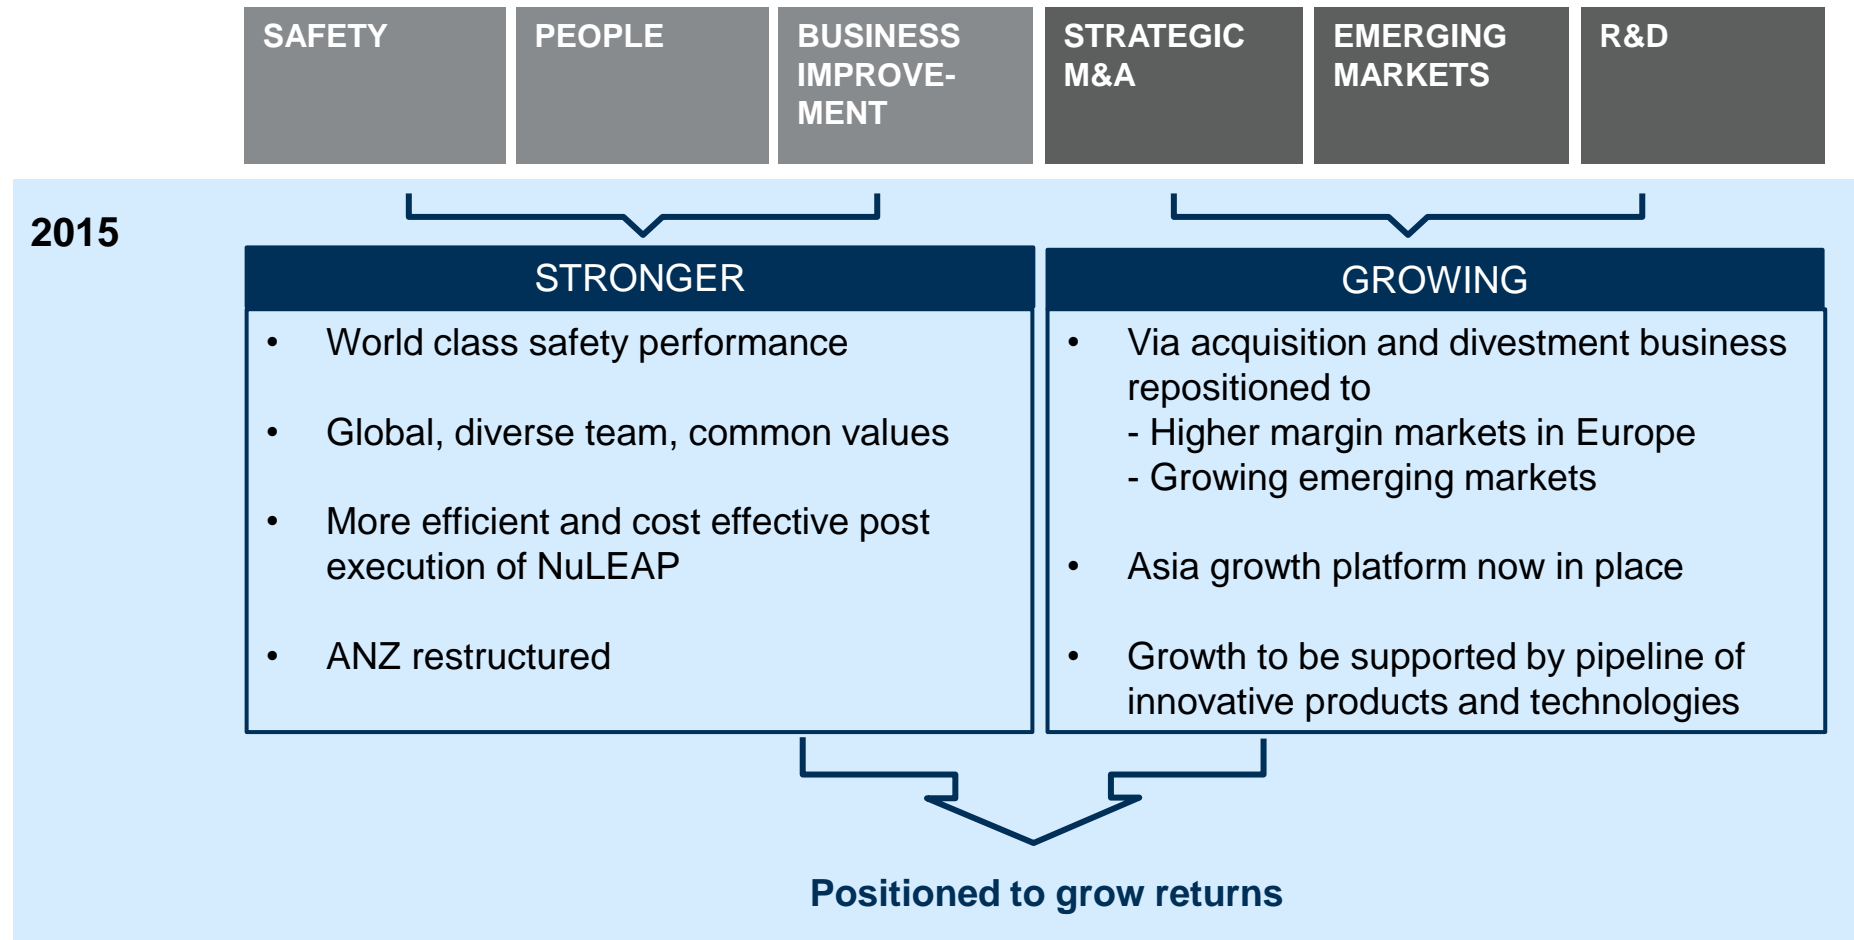 SAFETY
PEOPLE
BUSINESS
IMPROVE-
MENT
STRATEGIC
M&A
EMERGING
MARKETS
R&D
2015
STRONGER
• World class safety performance
• Global, diverse team, common values
• More efficient and cost effective post
execution of NuLEAP
• ANZ restructured
GROWING
• Via acquisition and divestment business
repositioned to
- Higher margin markets in Europe
- Growing emerging markets
• Asia growth platform now in place
• Growth to be supported by pipeline of
innovative products and technologies
Positioned to grow returns